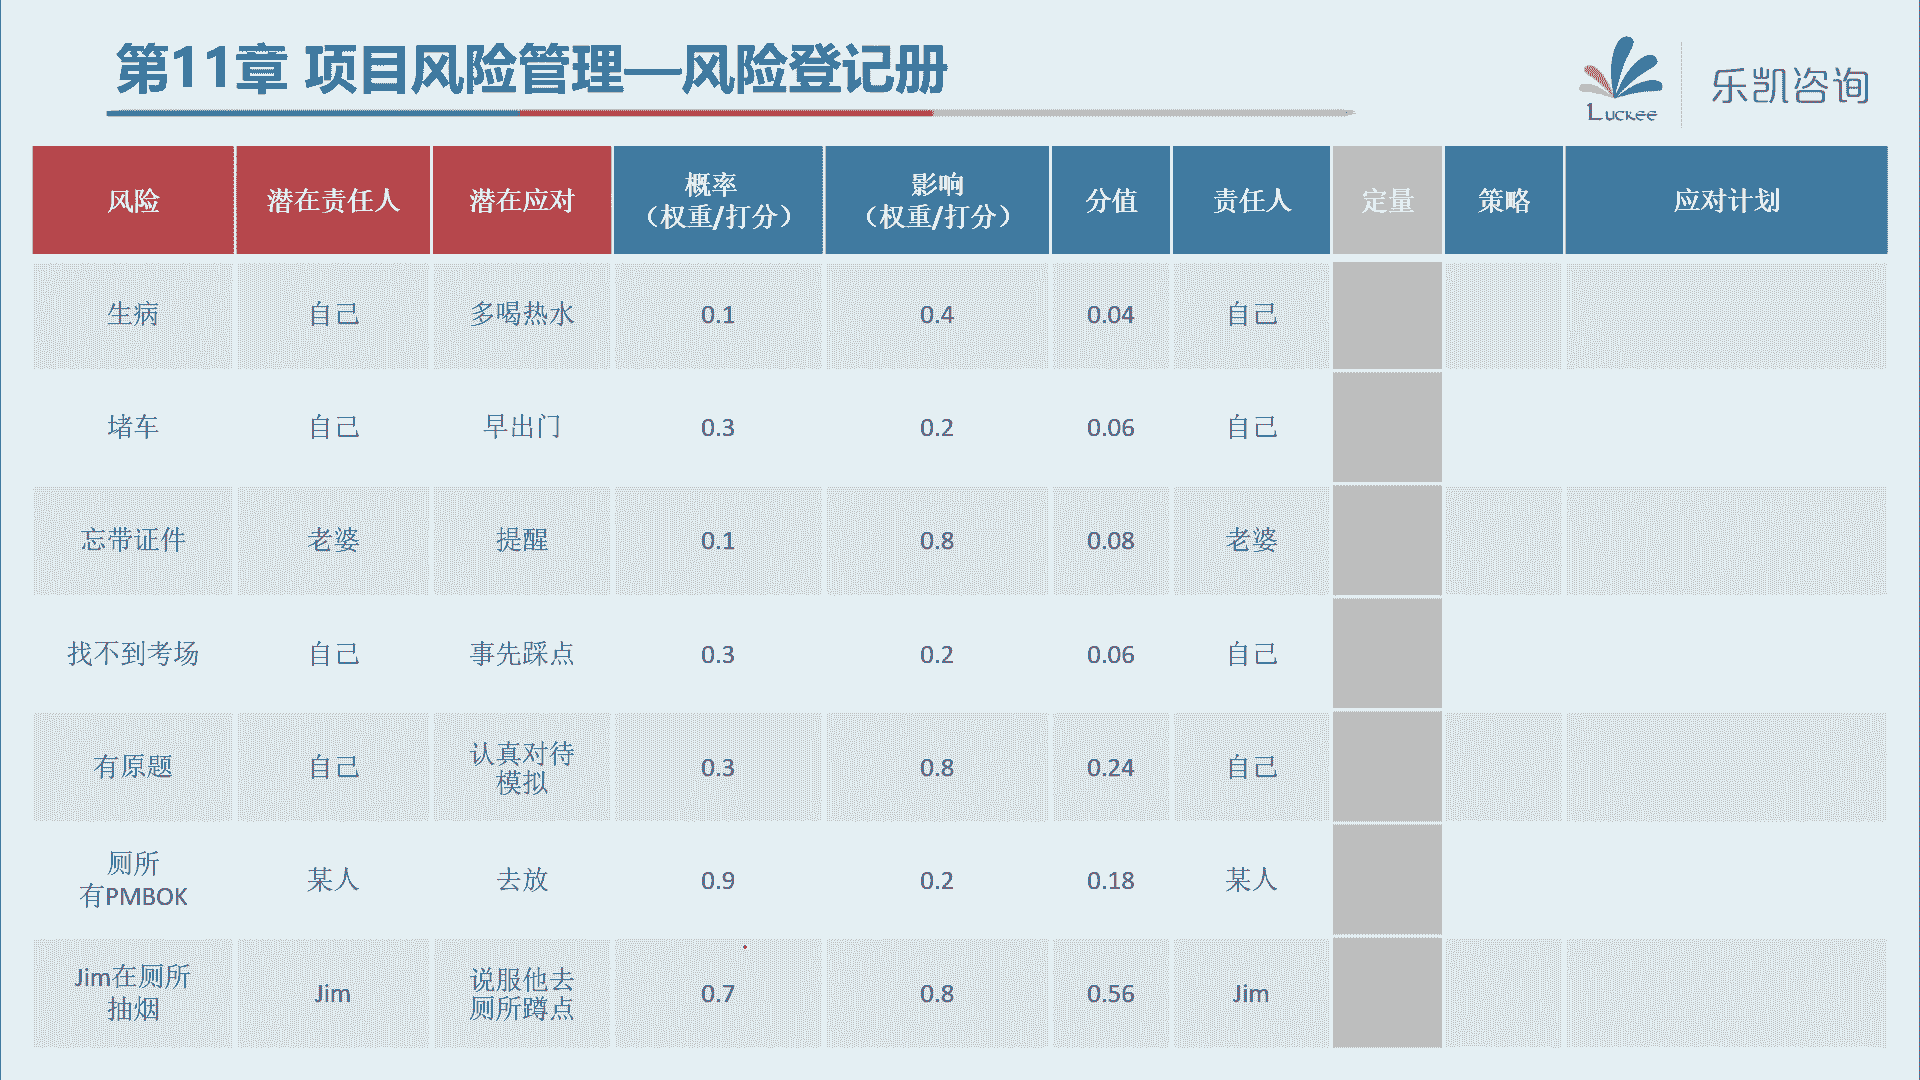 第11章 项目风险管理—风险登记册
Luckee
乐凯咨询
风险
潜在责任人
潜在应对
概率
（权重/打分）
影响
（权重/打分）
分值
责任人
定量
策略
应对计划
生病
自己
多喝热水
0.1
0.4
0.04
自己
堵车
自己
早出门
0.3
0.2
0.06
自己
忘带证件
老婆
提醒
0.1
0.8
0.08
老婆
找不到考场
自己
事先踩点
0.3
0.2
0.06
自己
有原题
自己
认真对待
模拟
0.3
0.8
0.24
自己
厕所
有PMBOK
某人
去放
0.9
0.2
0.18
某人
Jim在厕所
抽烟
Jim
说服他去
厕所蹲点
0.7
0.8
0.56
Jim